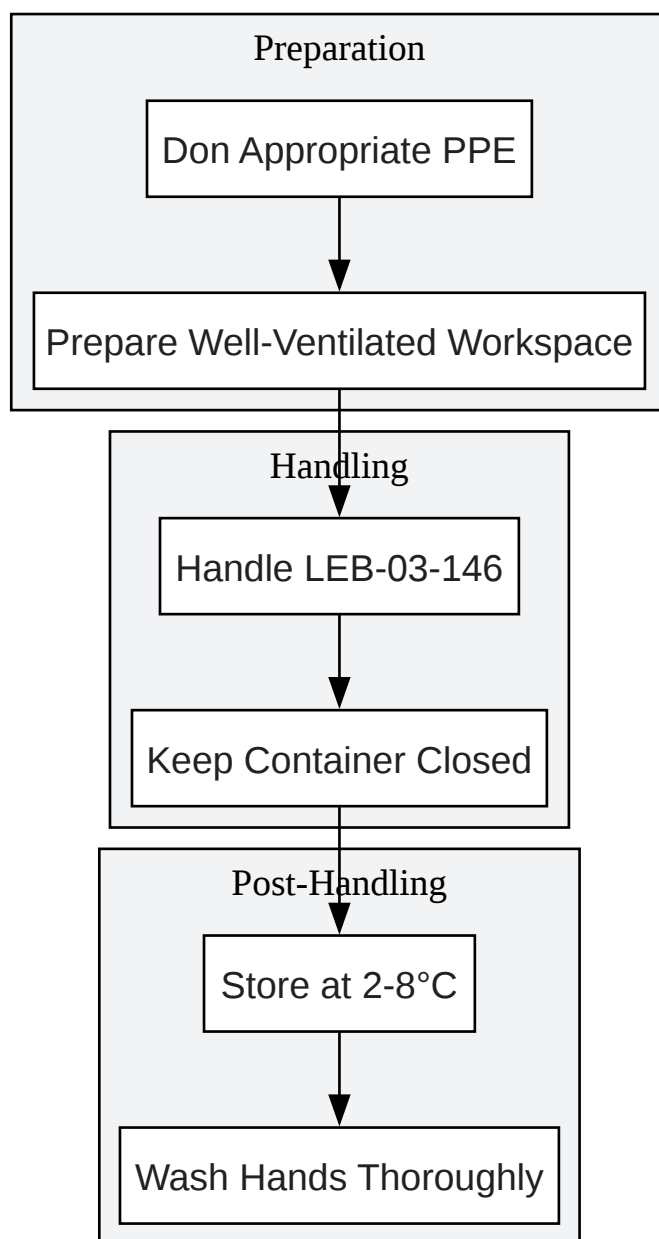 Preparation
Don Appropriate PPE
Prepare Well-Ventilated Workspace
Handling
Handle LEB-03-146
Keep Container Closed
Post-Handling
Store at 2-8°C
Wash Hands Thoroughly